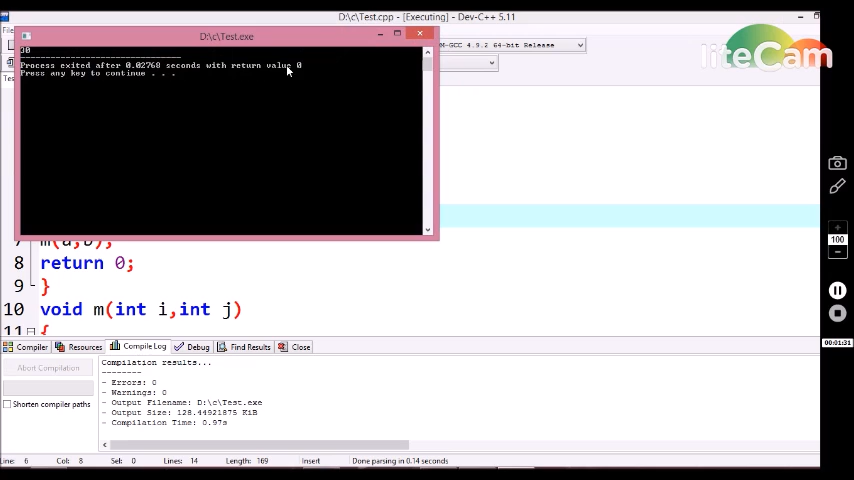 D:\c\Test.cpp - [Executing] - Dev-C++ 5.11
File
D:\c\Test.exe
M-GCC 4.9.2 64-bit Release
liteCam
30
--------------------------------
Process exited after 0.02768 seconds with return value 0
Press any key to continue . . .
m(a,b);
8 return 0;
9 }
10 void m(int i,int j)
11 {
100
00:01:31
Compiler Resources Compile Log Debug Find Results Close
Abort Compilation
Shorten compiler paths
Compilation results...
--------
- Errors: 0
- Warnings: 0
- Output Filename: D:\c\Test.exe
- Output Size: 128.44921875 KiB
- Compilation Time: 0.97s
Line: 6 Col: 8 Sel: 0 Lines: 14 Length: 169 Insert Done parsing in 0.14 seconds